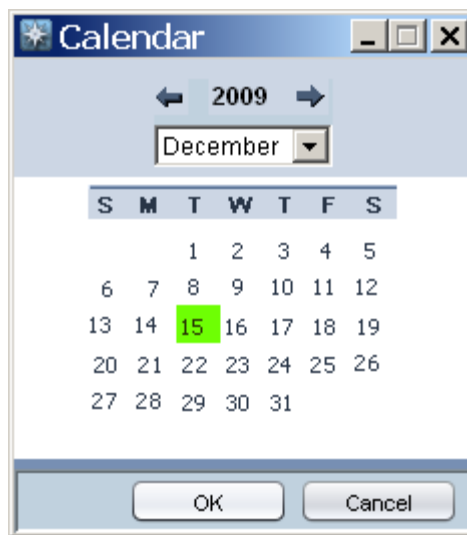 Calendar
2009
December
S M T W T F S
1 2 3 4 5
6 7 8 9 10 11 12
13 14 15 16 17 18 19
20 21 22 23 24 25 26
27 28 29 30 31
OK Cancel